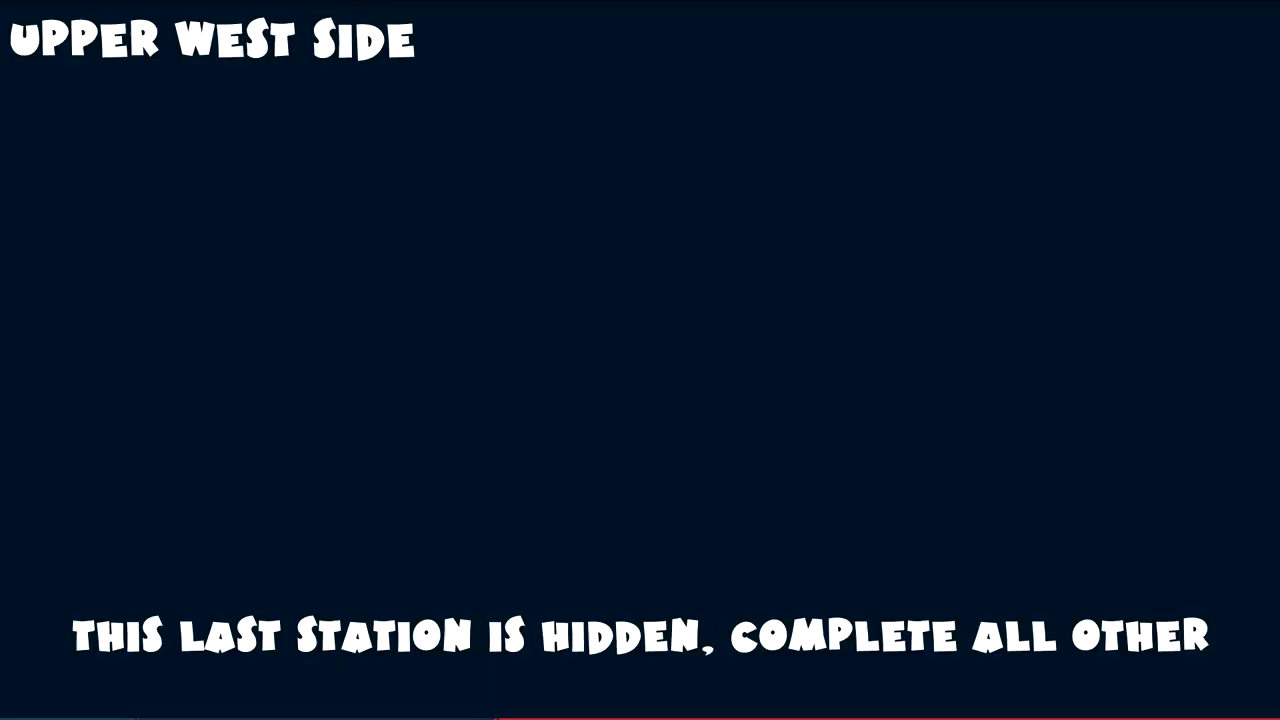 UPPER WEST SIDE
THIS LAST STATION IS HIDDEN, COMPLETE ALL OTHER